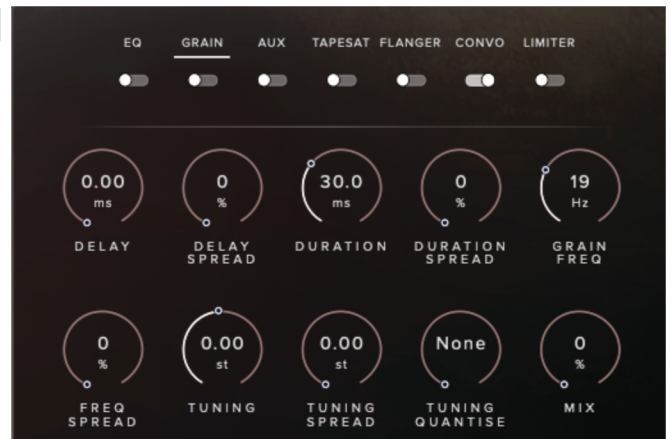 EQ GRAIN AUX TAPESAT FLANGER CONVO LIMITER
0.00 0 30.0 0 19
ms % ms % Hz
DELAY DELAY DURATION DURATION GRAIN
SPREAD SPREAD FREQ
0 0.00 0.00 None 0
% st st %
FREQ TUNING TUNING TUNING MIX
SPREAD SPREAD QUANTISE